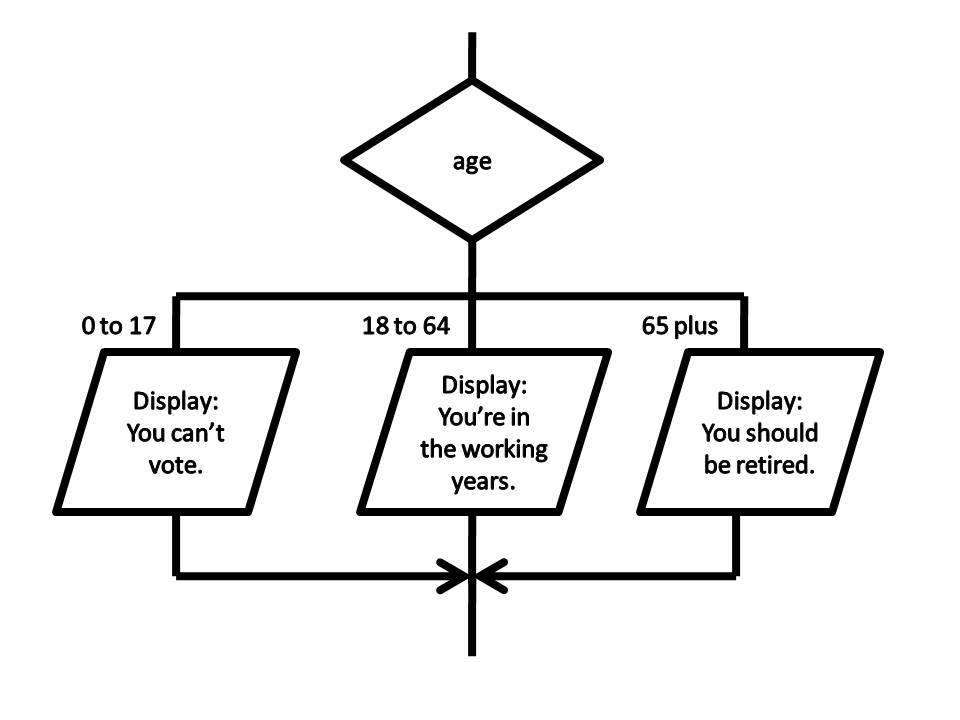 age
0 to 17
18 to 64
65 plus
Display:
You can’t
vote.
Display:
You’re in
the working
years.
Display:
You should
be retired.